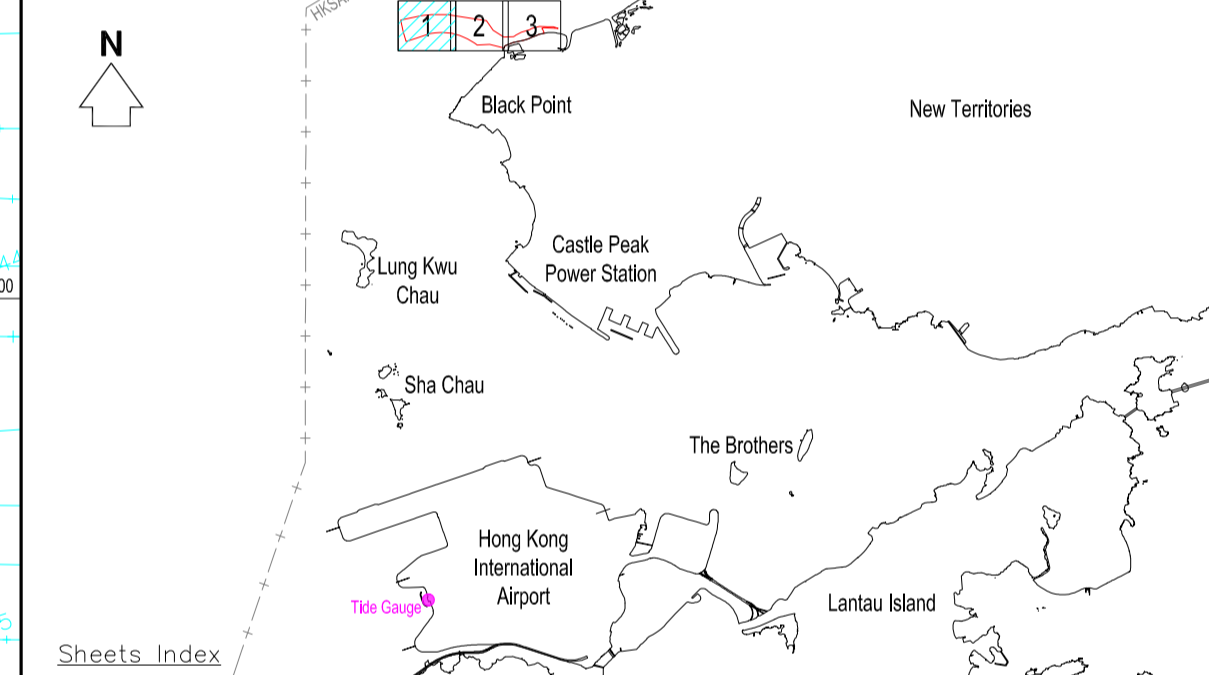 N
1 2 3
Black Point
New Territories
Castle Peak
Power Station
Lung Kwu
Chau
Sha Chau
The Brothers
Hong Kong
International
Airport
Tide Gauge
Lantau Island
Sheets Index